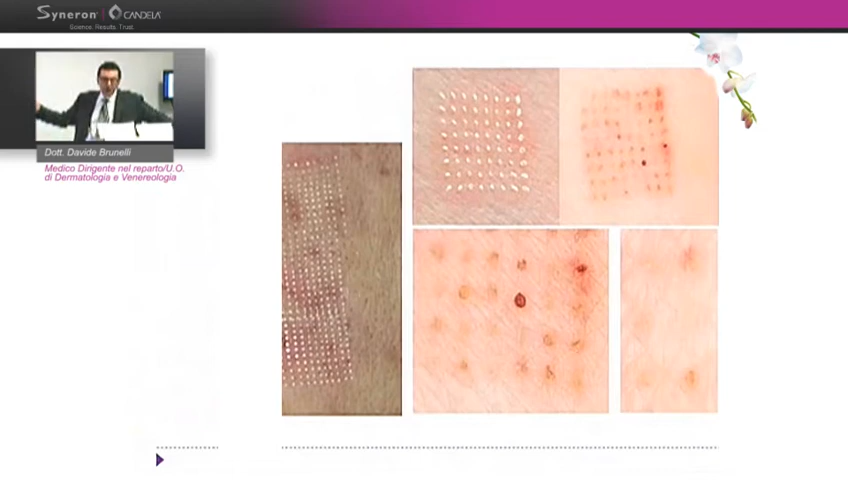 Syneron CANDELA
Science. Results. Trust.
Dott. Davide Brunelli
Medico Dirigente nel reparto/U.O.
di Dermatologia e Venereologia